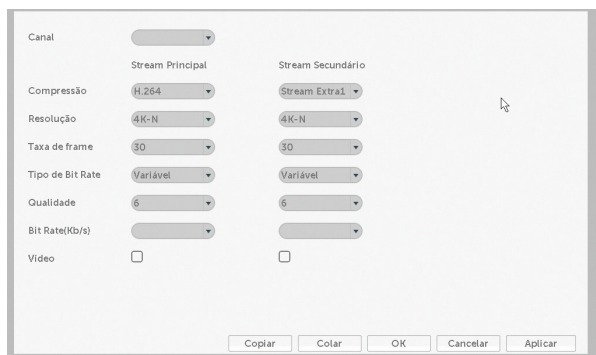 Canal
Stream Principal Stream Secundário
Compressão H.264 Stream Extra1
Resolução 4K-N 4K-N
Taxa de frame 30 30
Tipo de Bit Rate Variável Variável
Qualidade 6 6
Bit Rate(Kb/s)
Vídeo
Copiar Colar OK Cancelar Aplicar